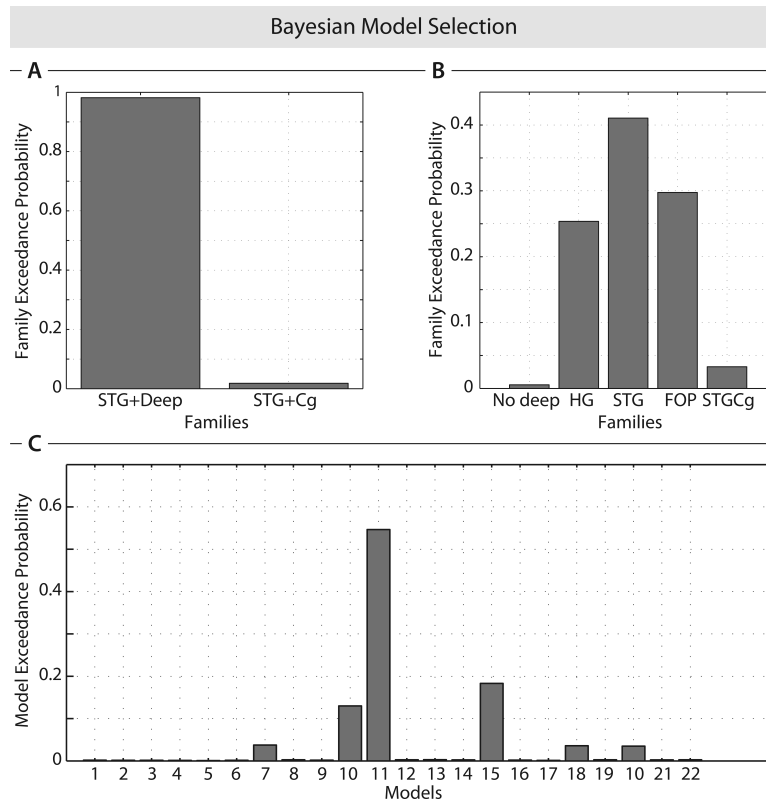 Bayesian Model Selection
A
B
1
0.8
0.6
0.4
0.2
0
Family Exceedance Probability
STG+Deep STG+Cg
Families
0.4
0.3
0.2
0.1
0
Family Exceedance Probability
No deep HG STG FOP STGCg
Families
C
0.6
0.4
0.2
0
Model Exceedance Probability
1 2 3 4 5 6 7 8 9 10 11 12 13 14 15 16 17 18 19 10 21 22
Models